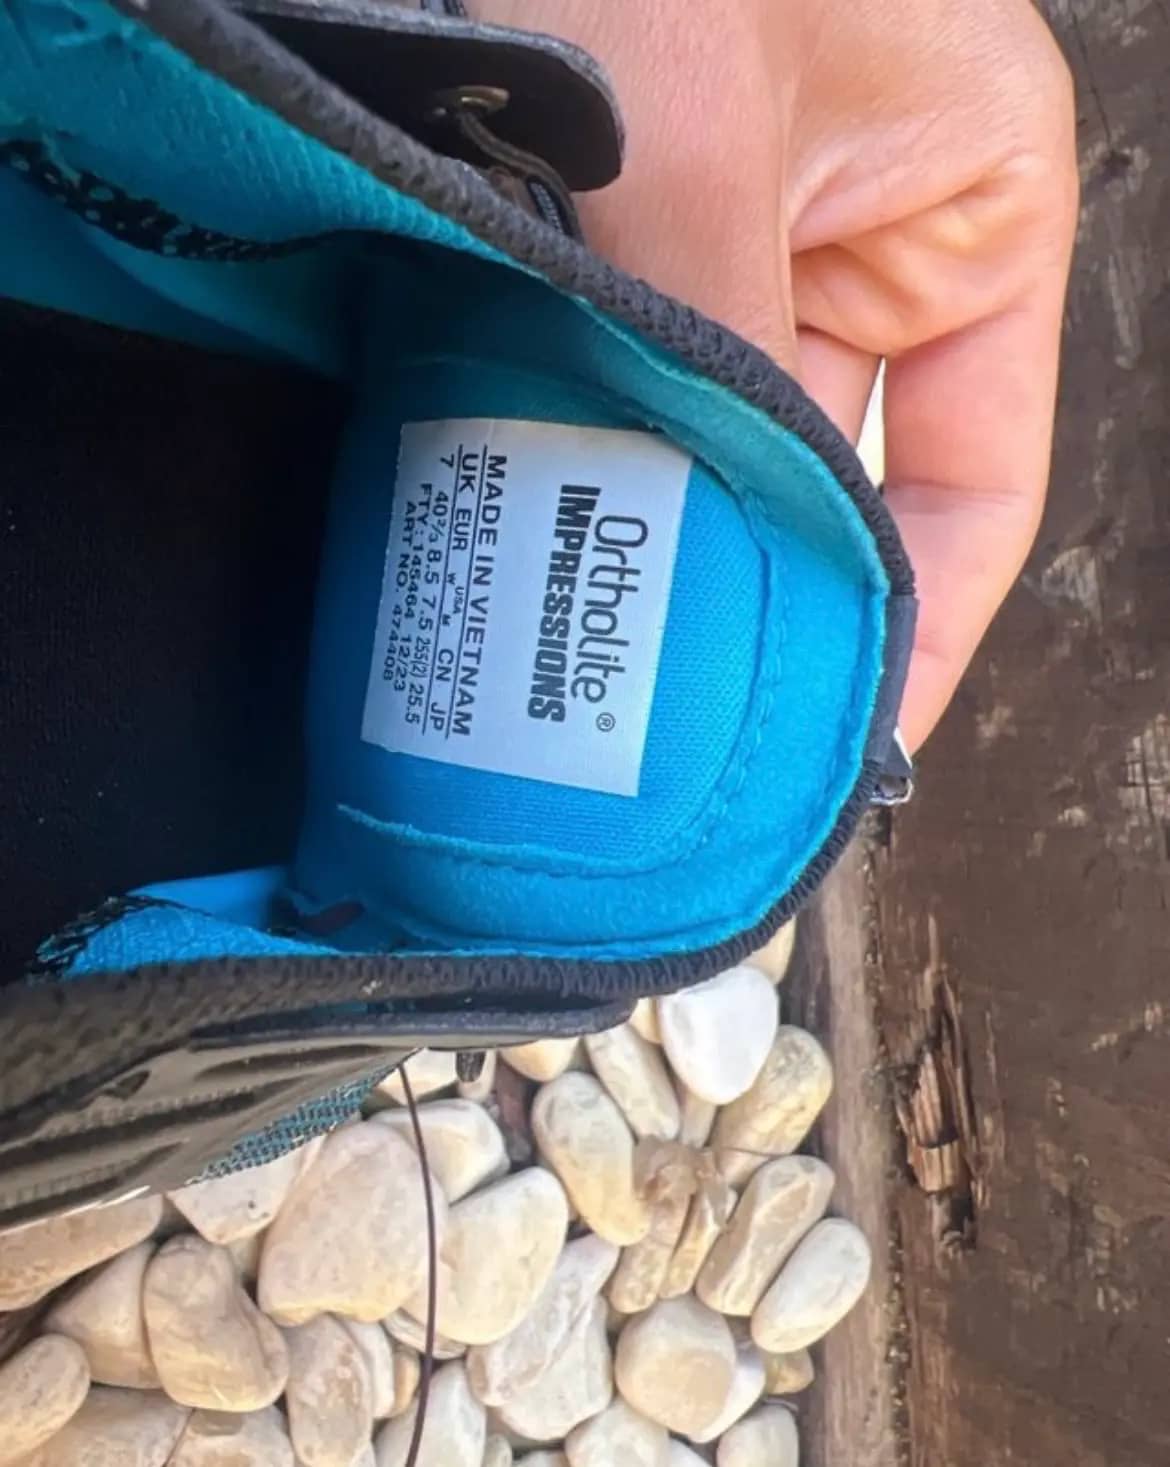 Ortholite®
IMPRESSIONS
MADE IN VIETNAM
UK EUR W USA M CN JP
7 40⅔ 8.5 7.5 255(2) 25.5
FTY:145464 12/23
ART NO. 474408